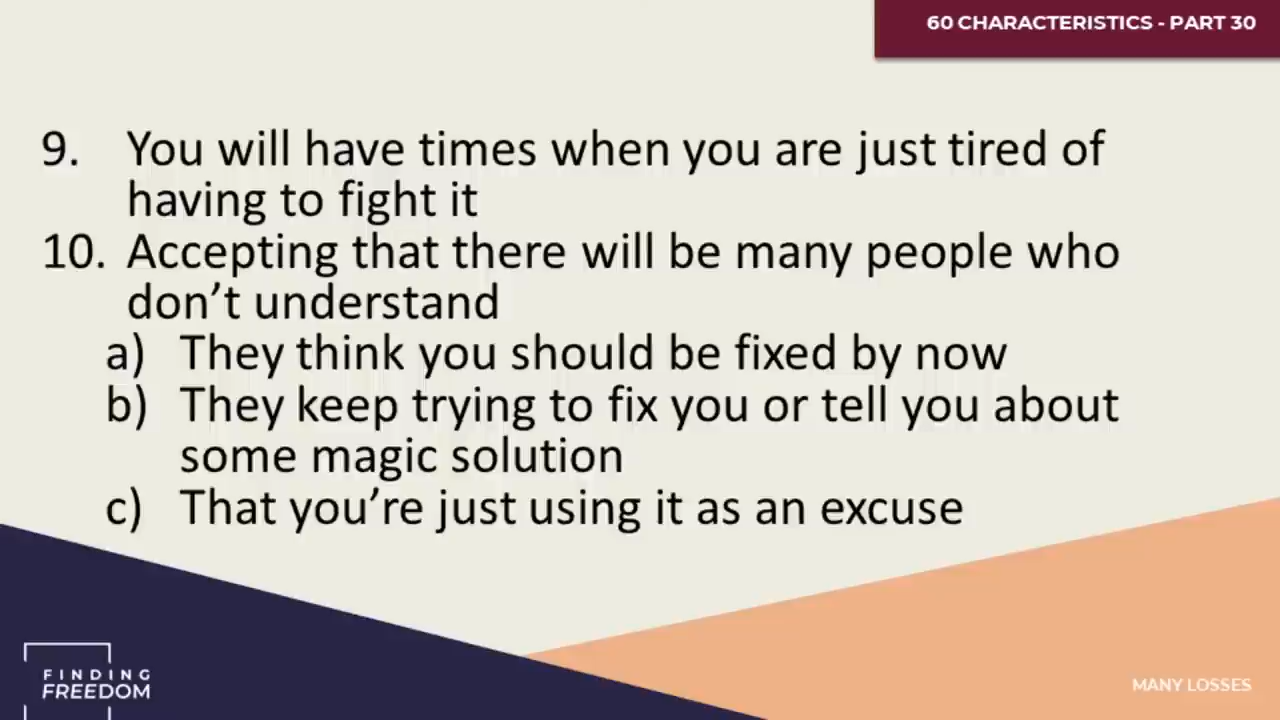 60 CHARACTERISTICS - PART 30
9. You will have times when you are just tired of
having to fight it
10. Accepting that there will be many people who
don’t understand
a) They think you should be fixed by now
b) They keep trying to fix you or tell you about
some magic solution
c) That you’re just using it as an excuse
FINDING
FREEDOM
MANY LOSSES